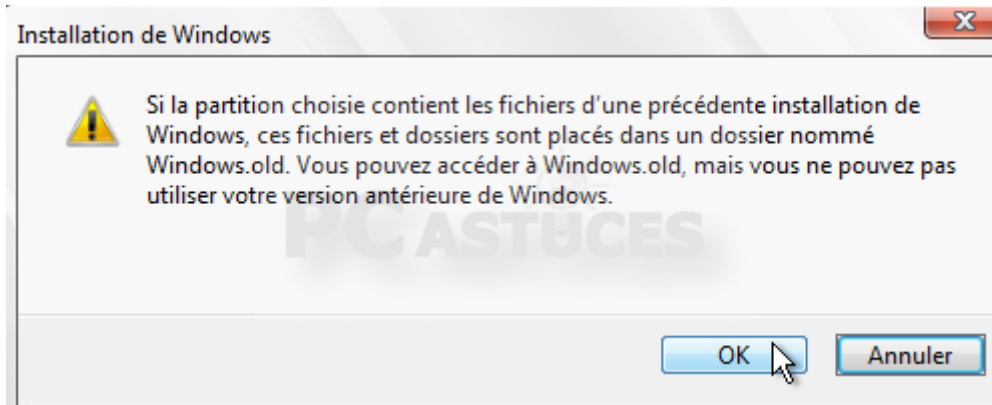 Installation de Windows
Si la partition choisie contient les fichiers d'une précédente installation de
Windows, ces fichiers et dossiers sont placés dans un dossier nommé
Windows.old. Vous pouvez accéder à Windows.old, mais vous ne pouvez pas
utiliser votre version antérieure de Windows.
PC ASTUCES
OK
Annuler